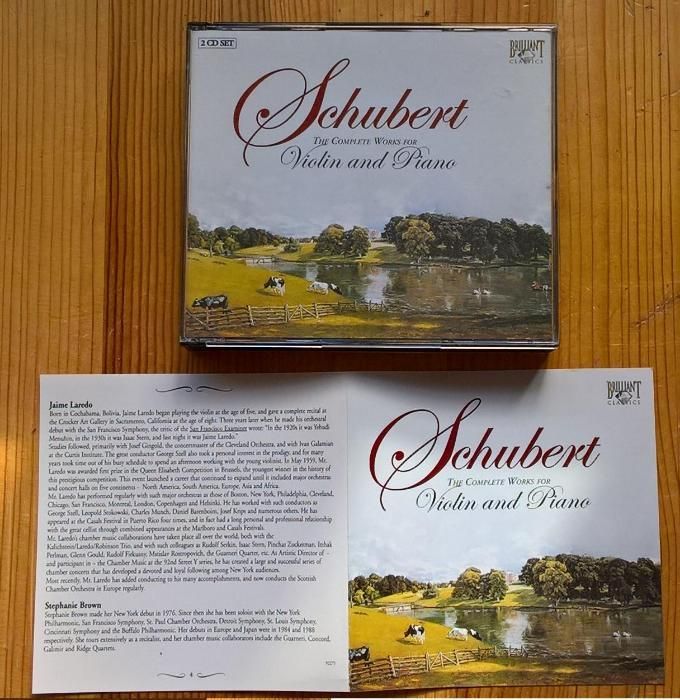 2 CD SET
BRILLIANT
CLASSICS
Schubert
THE COMPLETE WORKS FOR
Violin and Piano
Jaime Laredo
Born in Cochabama, Bolivia, Jaime Laredo began playing the violin at the age of five, and gave a complete recital at
the Crocker Art Gallery in Sacramento, California at the age of eight. Three years later when he made his orchestral
debut with the San Francisco Symphony, the critic of the San Francisco Examiner wrote: "In the 1920s it was Yehudi
Menuhin, in the 1930s it was Isaac Stern, and last night it was Jaime Laredo."
Studies followed, primarily with Josef Gingold, the concertmaster of the Cleveland Orchestra, and with Ivan Galamian
at the Curtis Institute. The great conductor George Szell also took a personal interest in the prodigy, and for many
years took time out of his busy schedule to spend an afternoon working with the young violinist. In May 1959, Mr.
Laredo was awarded first prize in the Queen Elisabeth Competition in Brussels, the youngest winner in the history of
this prestigious competition. This event launched a career that continued to expand until it included major orchestras
and concert halls on five continents - North America, South America, Europe, Asia and Africa.
Mr. Laredo has performed regularly with such major orchestras as those of Boston, New York, Philadelphia, Cleveland,
Chicago, San Francisco, Montreal, London, Copenhagen and Helsinki. He has worked with such conductors as
George Szell, Leopold Stokowski, Charles Munch, Daniel Barenboim, Josef Krips and numerous others. He has
appeared at the Casals Festival in Puerto Rico four times, and in fact had a long personal and professional relationship
with the great cellist through combined appearances at the Marlboro and Casals Festivals.
Mr. Laredo's chamber music collaborations have taken place all over the world, both with the
Kalichstein/Laredo/Robinson Trio, and with such colleagues as Rudolf Serkin, Isaac Stern, Pinchas Zuckerman, Itzhak
Perlman, Glenn Gould, Rudolf Firkusny, Mstislav Rostropovich, the Guarneri Quartet, etc. As Artistic Director of -
and participant in - the Chamber Music at the 92nd Street Y series, he has created a large and successful series of
chamber concerts that has developed a devoted and loyal following among New York audiences.
Most recently, Mr. Laredo has added conducting to his many accomplishments, and now conducts the Scottish
Chamber Orchestra in Europe regularly.
Stephanie Brown
Stephanie Brown made her New York debut in 1976. Since then she has been soloist with the New York
Philharmonic, San Francisco Symphony, St. Paul Chamber Orchestra, Detroit Symphony, St. Louis Symphony,
Cincinnati Symphony and the Buffalo Philharmonic. Her debuts in Europe and Japan were in 1984 and 1988
respectively. She tours extensively as a recitalist, and her chamber music collaborators include the Guarneri, Concord,
Galimir and Ridge Quartets.
4
BRILLIANT
CLASSICS
Schubert
THE COMPLETE WORKS FOR
Violin and Piano